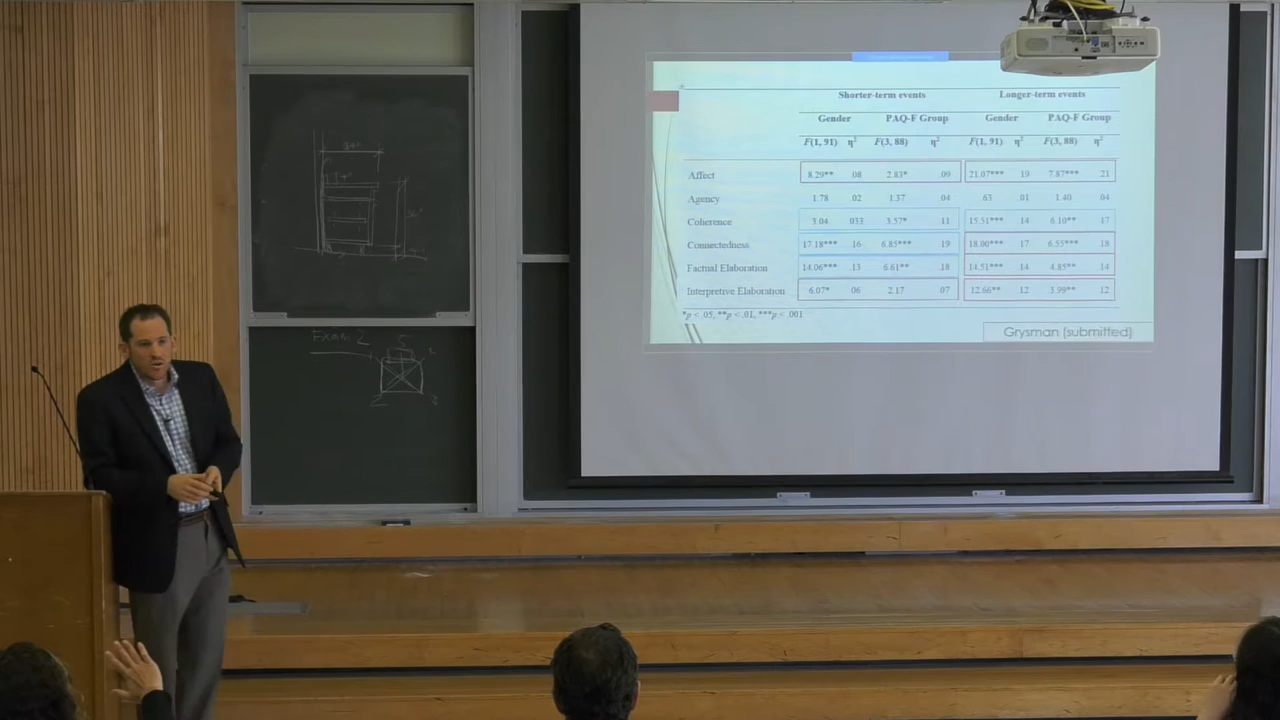 Shorter-term events Longer-term events
Gender PAQ-F Group Gender PAQ-F Group
F(1, 91) η² F(3, 88) η² F(1, 91) η² F(3, 88) η²
Affect 8.29** .08 2.83* .09 21.07*** .19 7.87*** .21
Agency 1.78 .02 1.37 .04 .63 .01 1.40 .04
Coherence 3.04 .033 3.57* .11 15.51*** .14 6.10** .17
Connectedness 17.18*** .16 6.85*** .19 18.00*** .17 6.55*** .18
Factual Elaboration 14.06*** .13 6.61** .18 14.51*** .14 4.85** .14
Interpretive Elaboration 6.07* .06 2.17 .07 12.66** .12 3.99** .12
*p < .05, **p < .01, ***p < .001
Grysman (submitted)
Exam 2
5
2
3